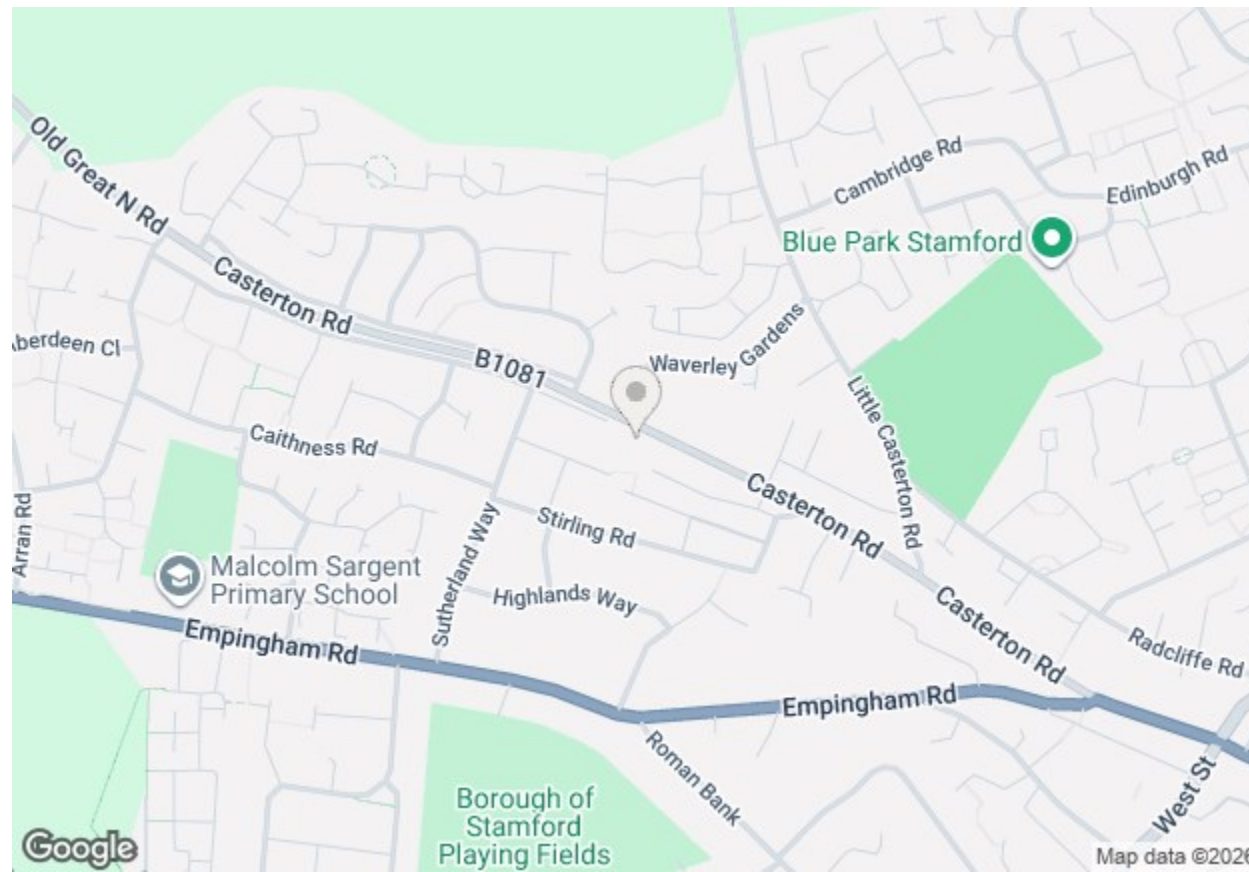 Old Great N Rd
Cambridge Rd
Edinburgh Rd
Blue Park Stamford
Casterton Rd
Aberdeen Cl
B1081
Waverley Gardens
Little Casterton Rd
Caithness Rd
Arran Rd
Casterton Rd
Stirling Rd
Sutherland Way
Malcolm Sargent
Primary School
Highlands Way
Casterton Rd
Radcliffe Rd
Empingham Rd
Empingham Rd
Roman Bank
West St
Borough of
Stamford
Playing Fields
Google
Map data ©2026